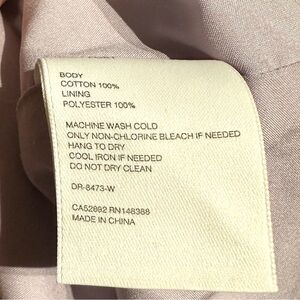 BODY
COTTON 100%
LINING
POLYESTER 100%
MACHINE WASH COLD
ONLY NON-CHLORINE BLEACH IF NEEDED
HANG TO DRY
COOL IRON IF NEEDED
DO NOT DRY CLEAN
DR-8473-W
CA52692 RN148388
MADE IN CHINA